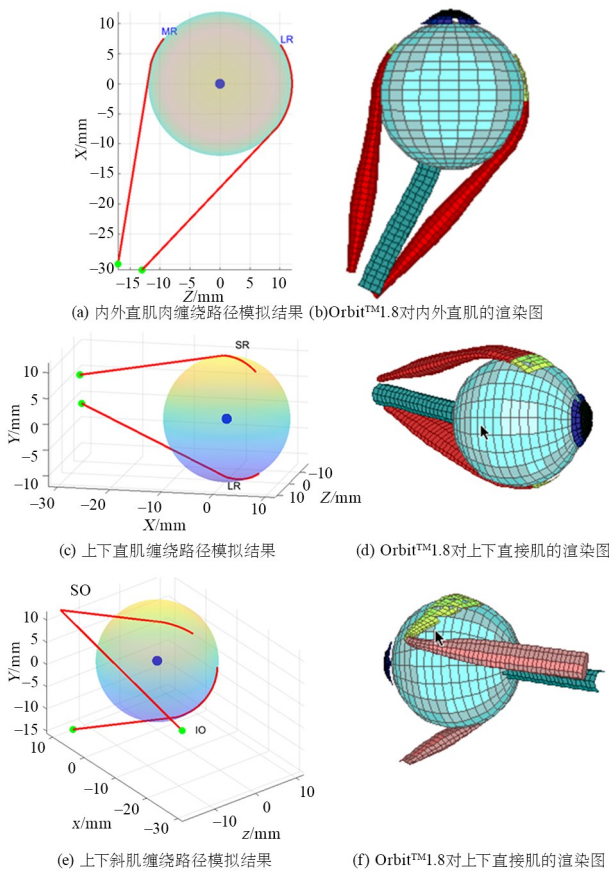 MR
LR
10
5
0
−5
−10
−15
−20
−25
−30
X/mm
−15 −10 −5 0 5 10
Z/mm
(a) 内外直肌肉缠绕路径模拟结果 (b)Orbit™1.8对内外直肌的渲染图
SR
10
5
0
−5
−10
Y/mm
LR
−30 −20 −10 0 10
X/mm
−10
0
10
Z/mm
(c) 上下直肌缠绕路径模拟结果 (d) Orbit™1.8对上下直接肌的渲染图
SO
10
5
0
−5
−10
−15
Y/mm
IO
10
0
−10
−20
−30
x/mm
−10
0
10
z/mm
(e) 上下斜肌缠绕路径模拟结果 (f) Orbit™1.8对上下直接肌的渲染图